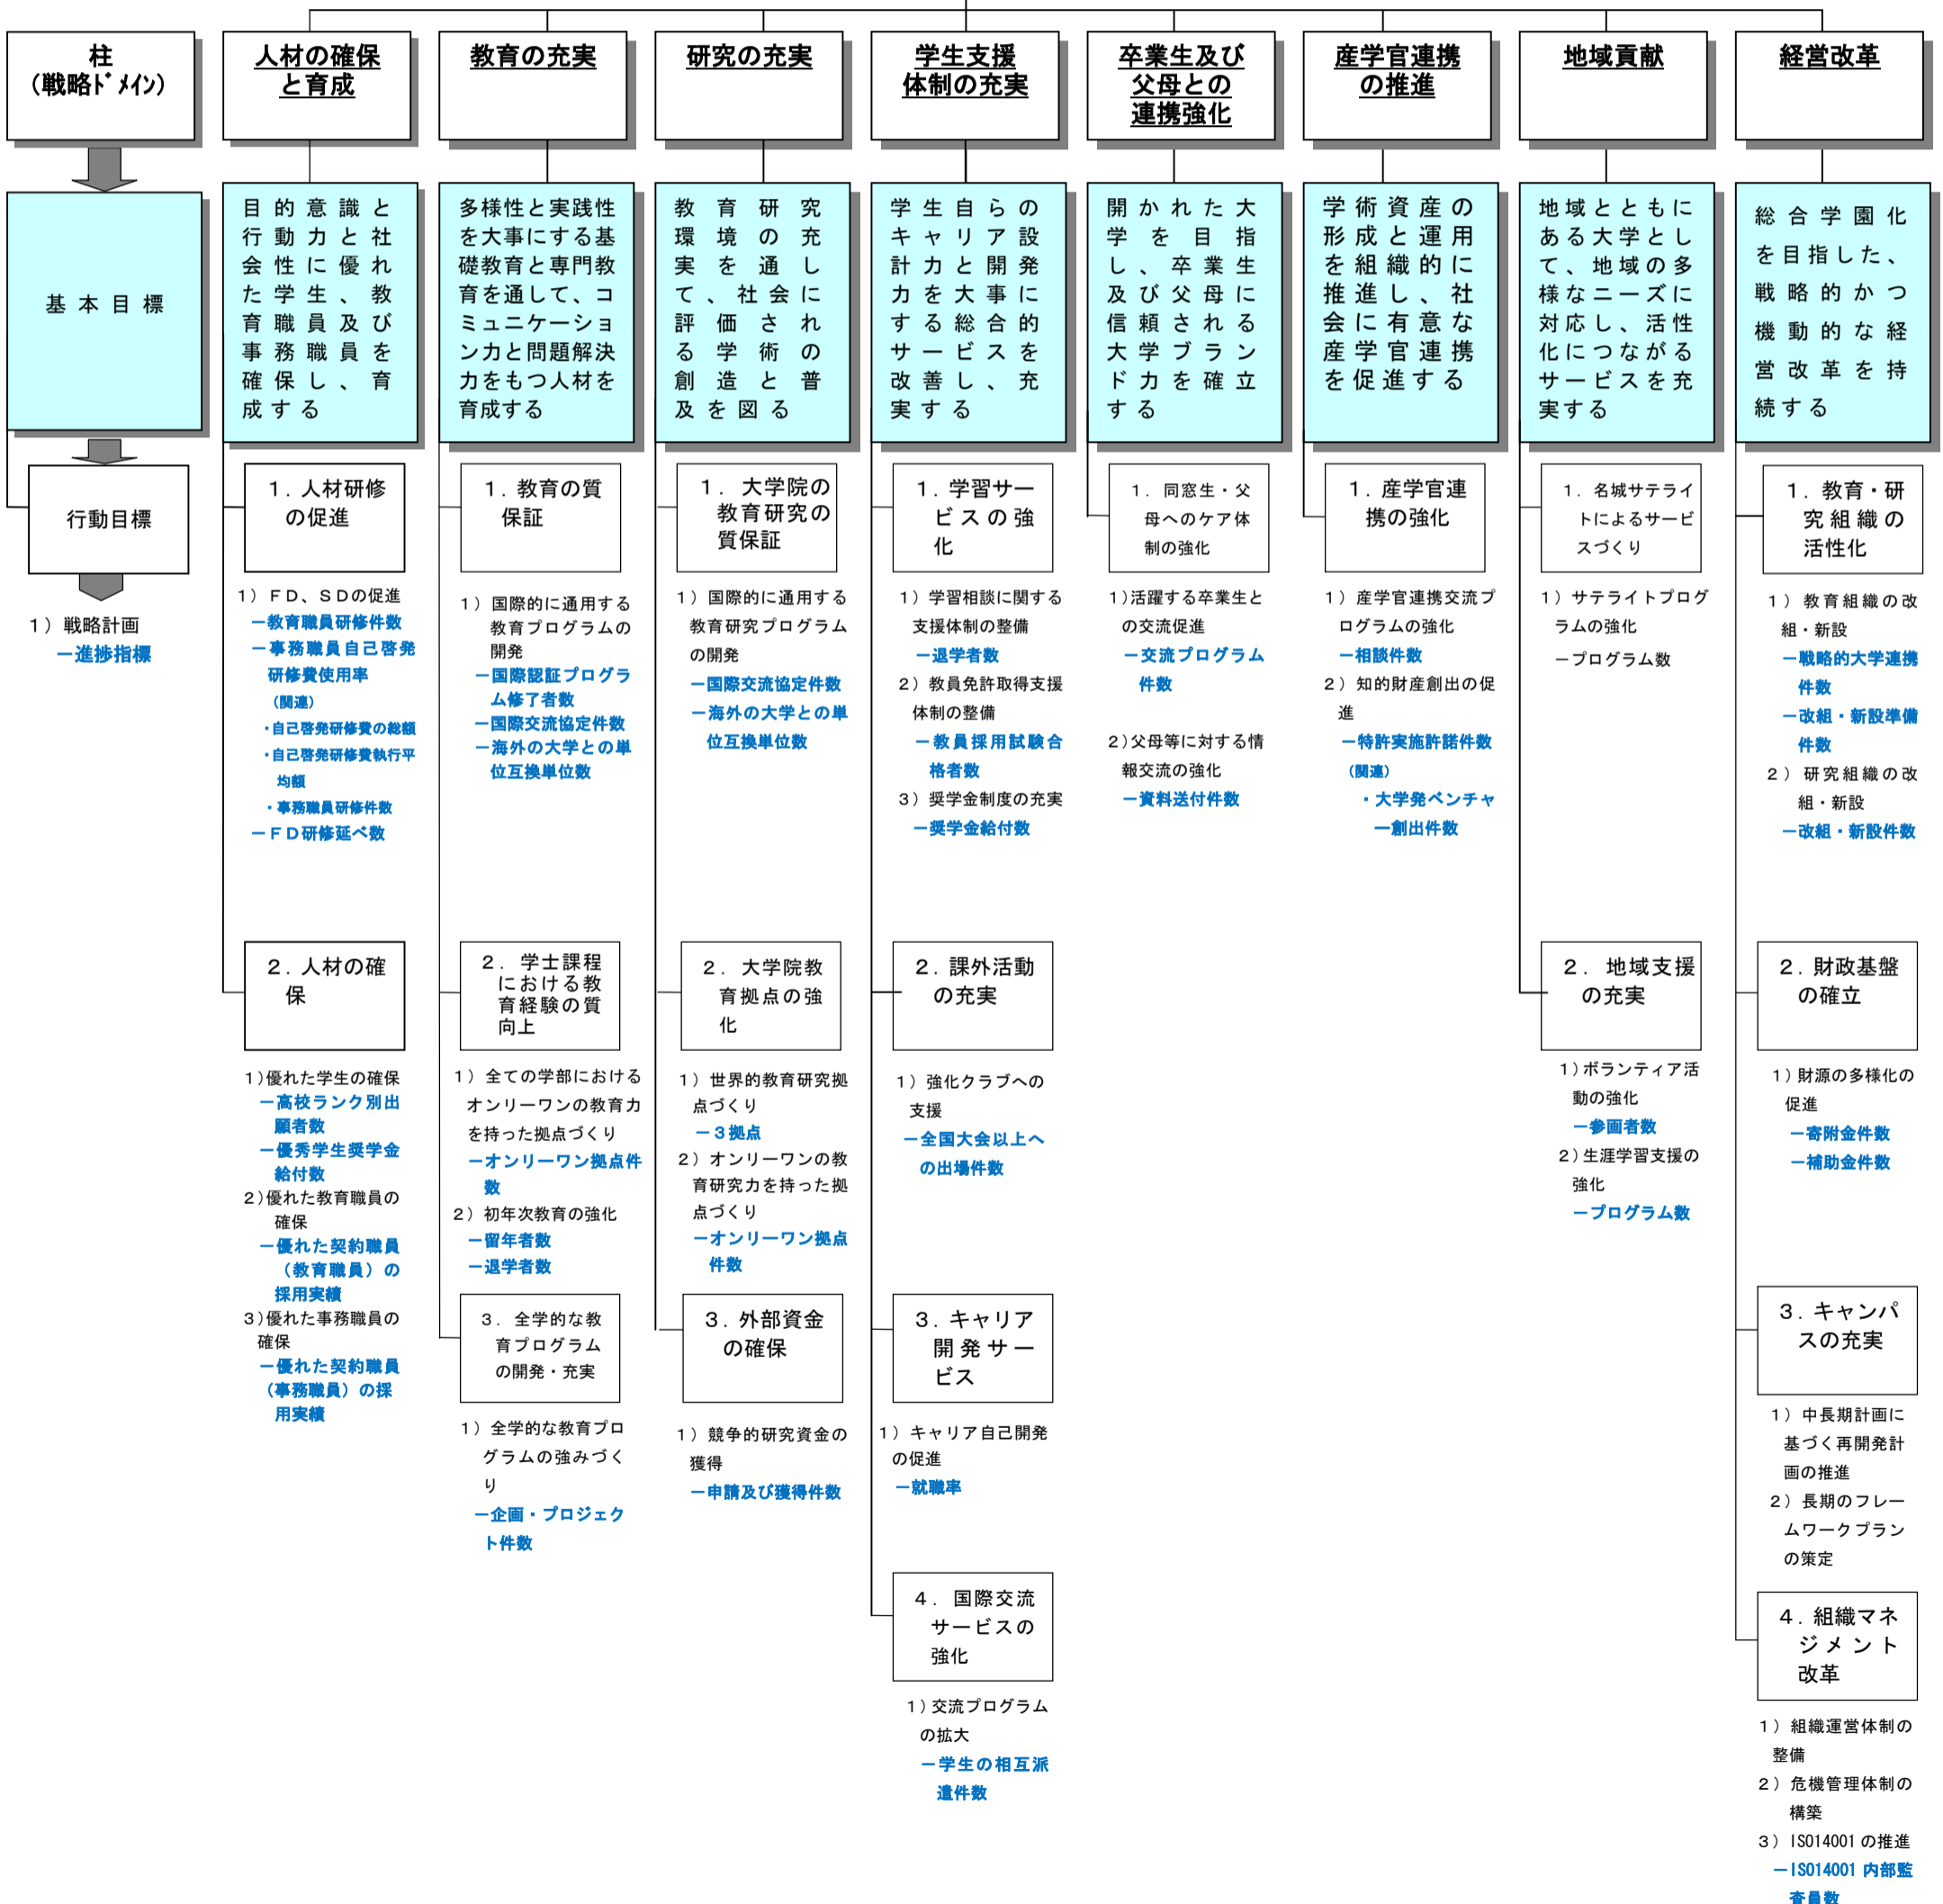 柱
（戦略ﾄﾞﾒｲﾝ）
基本目標
行動目標
１）戦略計画
－進捗指標
人材の確保
と育成
目的意識と
行動力と社
会性に優れ
た学生、教
育職員及び
事務職員を
確保し、育
成する
１．人材研修
の促進
１）ＦＤ、ＳＤの促進
－教育職員研修件数
－事務職員自己啓発
研修費使用率
（関連）
・自己啓発研修費の総額
・自己啓発研修費執行平
均額
・事務職員研修件数
－ＦＤ研修延べ数
２．人材の確
保
１）優れた学生の確保
－高校ランク別出
願者数
－優秀学生奨学金
給付数
２）優れた教育職員の
確保
－優れた契約職員
（教育職員）の
採用実績
３）優れた事務職員の
確保
－優れた契約職員
（事務職員）の採
用実績
教育の充実
多様性と実践性
を大事にする基
礎教育と専門教
育を通して、コ
ミュニケーショ
ン力と問題解決
力をもつ人材を
育成する
１．教育の質
保証
１）国際的に通用する
教育プログラムの
開発
－国際認証プログラ
ム修了者数
－国際交流協定件数
－海外の大学との単
位互換単位数
２．学士課程
における教
育経験の質
向上
１）全ての学部における
オンリーワンの教育力
を持った拠点づくり
－オンリーワン拠点件
数
２）初年次教育の強化
－留年者数
－退学者数
３．全学的な教
育プログラム
の開発・充実
１）全学的な教育プロ
グラムの強みづく
り
－企画・プロジェク
ト件数
研究の充実
教育研究
環境の充
実を通し
て、社会に
評価され
る学術の
創造と普
及を図る
１．大学院の
教育研究の
質保証
１）国際的に通用する
教育研究プログラム
の開発
－国際交流協定件数
－海外の大学との単
位互換単位数
２．大学院教
育拠点の強
化
１）世界的教育研究拠
点づくり
－３拠点
２）オンリーワンの教
育研究力を持った拠
点づくり
－オンリーワン拠点
件数
３．外部資金
の確保
１）競争的研究資金の
獲得
－申請及び獲得件数
学生支援
体制の充実
学生自らの
キャリア設
計力と開発
力を大事に
する総合的
サービスを
改善し、充
実する
１．学習サー
ビスの強
化
１）学習相談に関する
支援体制の整備
－退学者数
２）教員免許取得支援
体制の整備
－教員採用試験合
格者数
３）奨学金制度の充実
－奨学金給付数
２．課外活動
の充実
１）強化クラブへの
支援
－全国大会以上へ
の出場件数
３．キャリア
開発サー
ビス
１）キャリア自己開発
の促進
－就職率
４．国際交流
サービスの
強化
１）交流プログラム
の拡大
－学生の相互派
遣件数
卒業生及び
父母との
連携強化
開かれた大
学を目指
し、卒業生
及び父母に
信頼される
大学ブラン
ド力を確立
する
１．同窓生・父
母へのケア体
制の強化
１）活躍する卒業生と
の交流促進
－交流プログラム
件数
２）父母等に対する情
報交流の強化
－資料送付件数
産学官連携
の推進
学術資産の
形成と運用
を組織的に
推進し、社
会に有意な
産学官連携
を促進する
１．産学官連
携の強化
１）産学官連携交流プ
ログラムの強化
－相談件数
２）知的財産創出の促
進
－特許実施許諾件数
（関連）
・大学発ベンチャ
ー創出件数
地域貢献
地域とともに
ある大学とし
て、地域の多
様なニーズに
対応し、活性
化につながる
サービスを充
実する
１．名城サテライ
トによるサービ
スづくり
１）サテライトプログ
ラムの強化
－プログラム数
２．地域支援
の充実
１）ボランティア活
動の強化
－参画者数
２）生涯学習支援の
強化
－プログラム数
経営改革
総合学園化
を目指した、
戦略的かつ
機動的な経
営改革を持
続する
１．教育・研
究組織の
活性化
１）教育組織の改
組・新設
－戦略的大学連携
件数
－改組・新設準備
件数
２）研究組織の改
組・新設
－改組・新設件数
２．財政基盤
の確立
１）財源の多様化の
促進
－寄附金件数
－補助金件数
３．キャンパ
スの充実
１）中長期計画に
基づく再開発計
画の推進
２）長期のフレー
ムワークプラン
の策定
４．組織マネ
ジメント
改革
１）組織運営体制の
整備
２）危機管理体制の
構築
３）ISO14001 の推進
－ISO14001 内部監
査員数